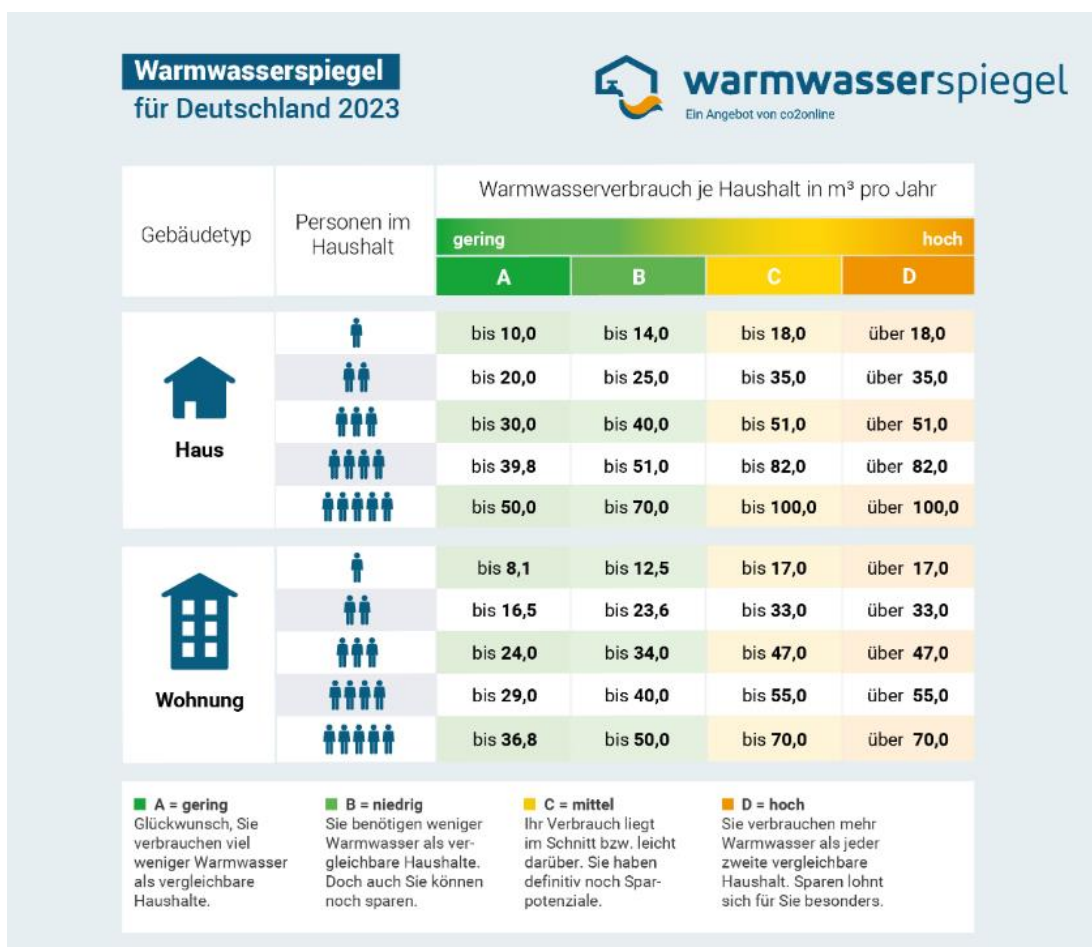 Warmwasserspiegel
für Deutschland 2023
warmwasserspiegel
Ein Angebot von co2online
Gebäudetyp
Personen im
Haushalt
Warmwasserverbrauch je Haushalt in m³ pro Jahr
gering hoch
A B C D
Haus
bis 10,0 bis 14,0 bis 18,0 über 18,0
bis 20,0 bis 25,0 bis 35,0 über 35,0
bis 30,0 bis 40,0 bis 51,0 über 51,0
bis 39,8 bis 51,0 bis 82,0 über 82,0
bis 50,0 bis 70,0 bis 100,0 über 100,0
Wohnung
bis 8,1 bis 12,5 bis 17,0 über 17,0
bis 16,5 bis 23,6 bis 33,0 über 33,0
bis 24,0 bis 34,0 bis 47,0 über 47,0
bis 29,0 bis 40,0 bis 55,0 über 55,0
bis 36,8 bis 50,0 bis 70,0 über 70,0
A = gering
Glückwunsch, Sie
verbrauchen viel
weniger Warmwasser
als vergleichbare
Haushalte.
B = niedrig
Sie benötigen weniger
Warmwasser als ver-
gleichbare Haushalte.
Doch auch Sie können
noch sparen.
C = mittel
Ihr Verbrauch liegt
im Schnitt bzw. leicht
darüber. Sie haben
definitiv noch Spar-
potenziale.
D = hoch
Sie verbrauchen mehr
Warmwasser als jeder
zweite vergleichbare
Haushalt. Sparen lohnt
sich für Sie besonders.